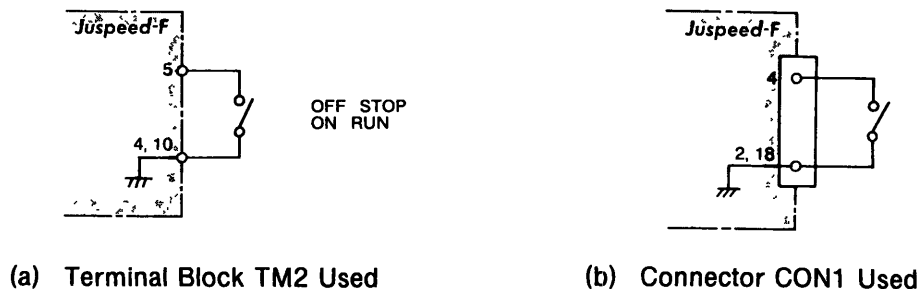 Juspeed-F
5
4, 10
OFF STOP
ON RUN
(a) Terminal Block TM2 Used
Juspeed-F
4
2, 18
(b) Connector CON1 Used